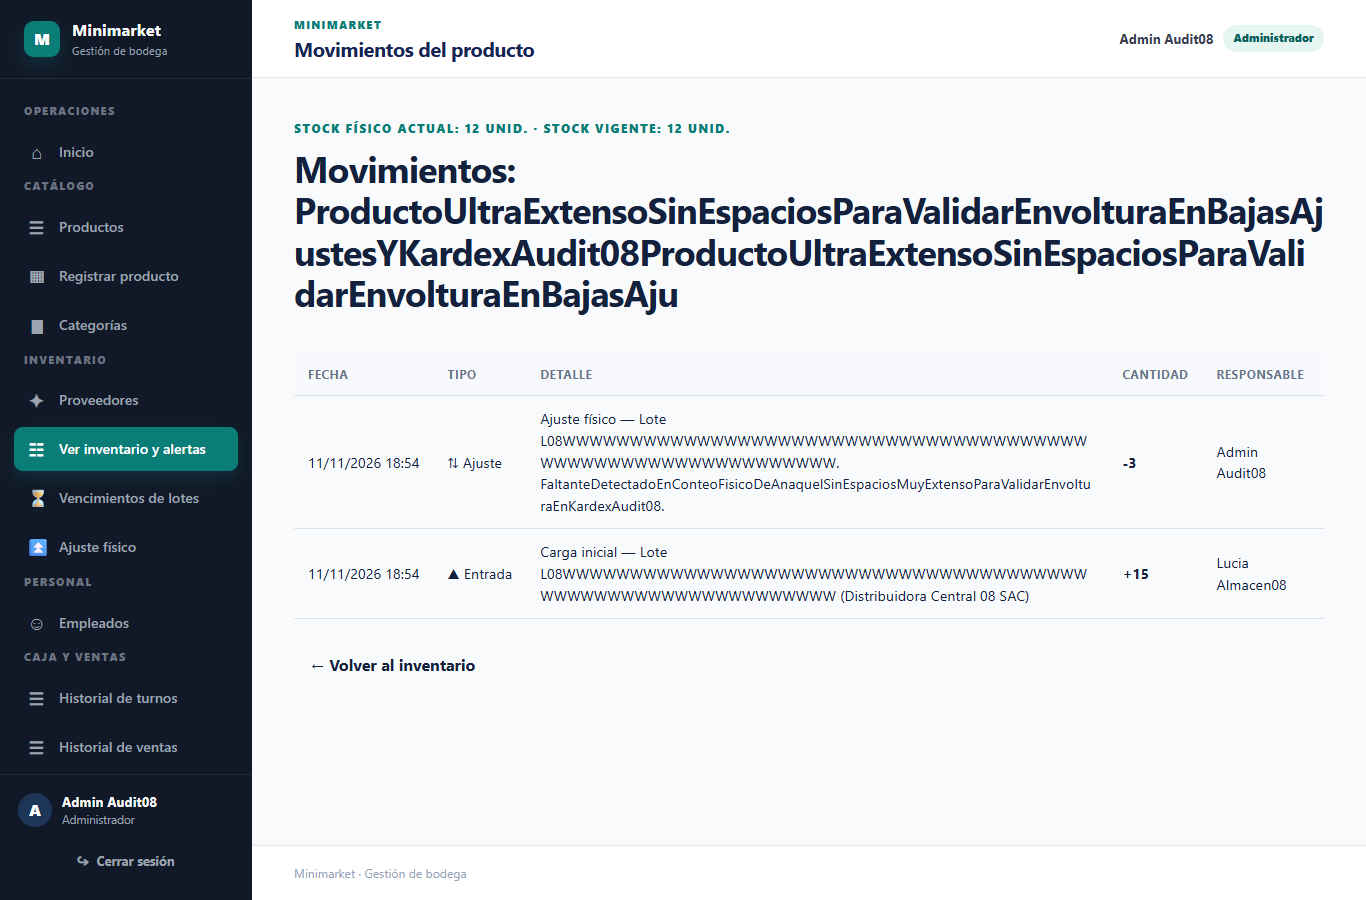 M
Minimarket
Gestión de bodega
OPERACIONES
Inicio
CATÁLOGO
Productos
Registrar producto
Categorías
INVENTARIO
Proveedores
Ver inventario y alertas
Vencimientos de lotes
Ajuste físico
PERSONAL
Empleados
CAJA Y VENTAS
Historial de turnos
Historial de ventas
A
Admin Audit08
Administrador
Cerrar sesión
MINIMARKET
Movimientos del producto
Admin Audit08 Administrador
STOCK FÍSICO ACTUAL: 12 UNID. · STOCK VIGENTE: 12 UNID.
Movimientos:
ProductoUltraExtensoSinEspaciosParaValidarEnvolturaEnBajasAj
ustesYKardexAudit08ProductoUltraExtensoSinEspaciosParaVali
darEnvolturaEnBajasAju
FECHA TIPO DETALLE CANTIDAD RESPONSABLE
11/11/2026 18:54
⇅ Ajuste
Ajuste físico — Lote
L08WWWWWWWWWWWWWWWWWWWWWWWWWWWWWWWWWWWWWWW
WWWWWWWWWWWWWWWWWWWWWW.
FaltanteDetectadoEnConteoFisicoDeAnaquelSinEspaciosMuyExtensoParaValidarEnvoltu
raEnKardexAudit08.
-3
Admin
Audit08
11/11/2026 18:54
▲ Entrada
Carga inicial — Lote
L08WWWWWWWWWWWWWWWWWWWWWWWWWWWWWWWWWWWWWWW
WWWWWWWWWWWWWWWWWWWWWW (Distribuidora Central 08 SAC)
+15
Lucia
Almacen08
← Volver al inventario
Minimarket · Gestión de bodega